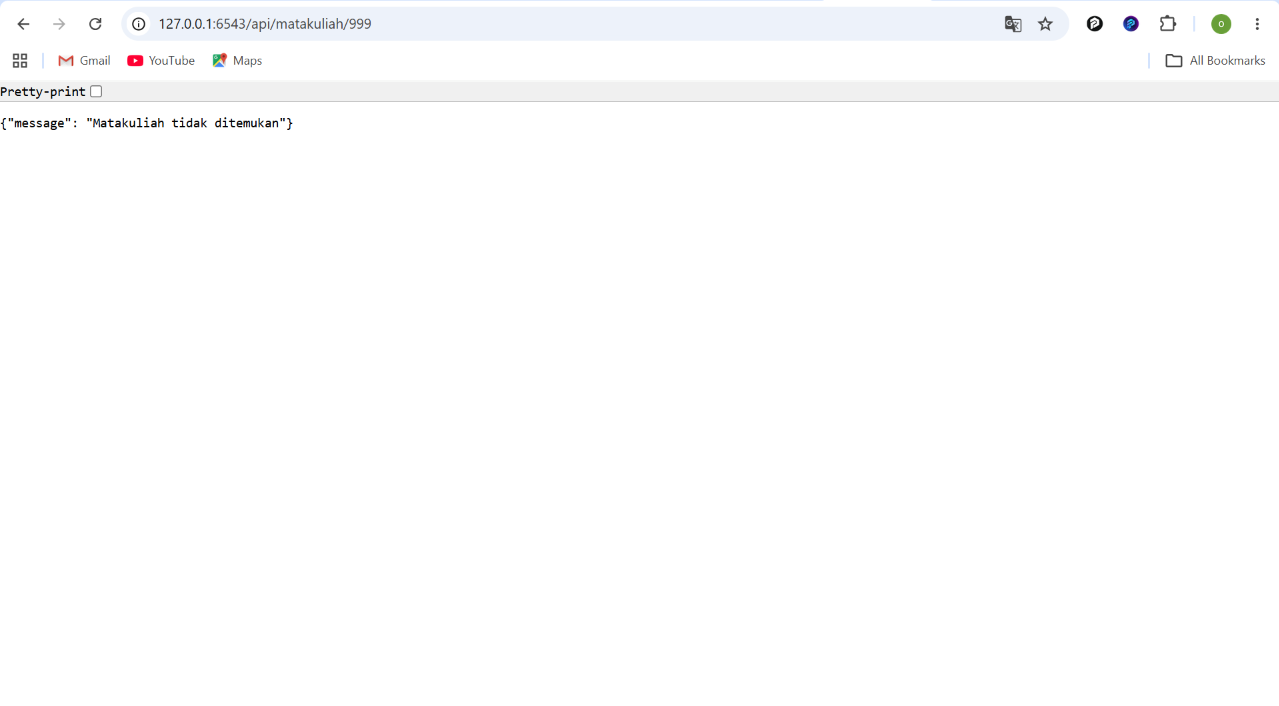 127.0.0.1:6543/api/matakuliah/999
O
Gmail YouTube Maps All Bookmarks
Pretty-print
{"message": "Matakuliah tidak ditemukan"}